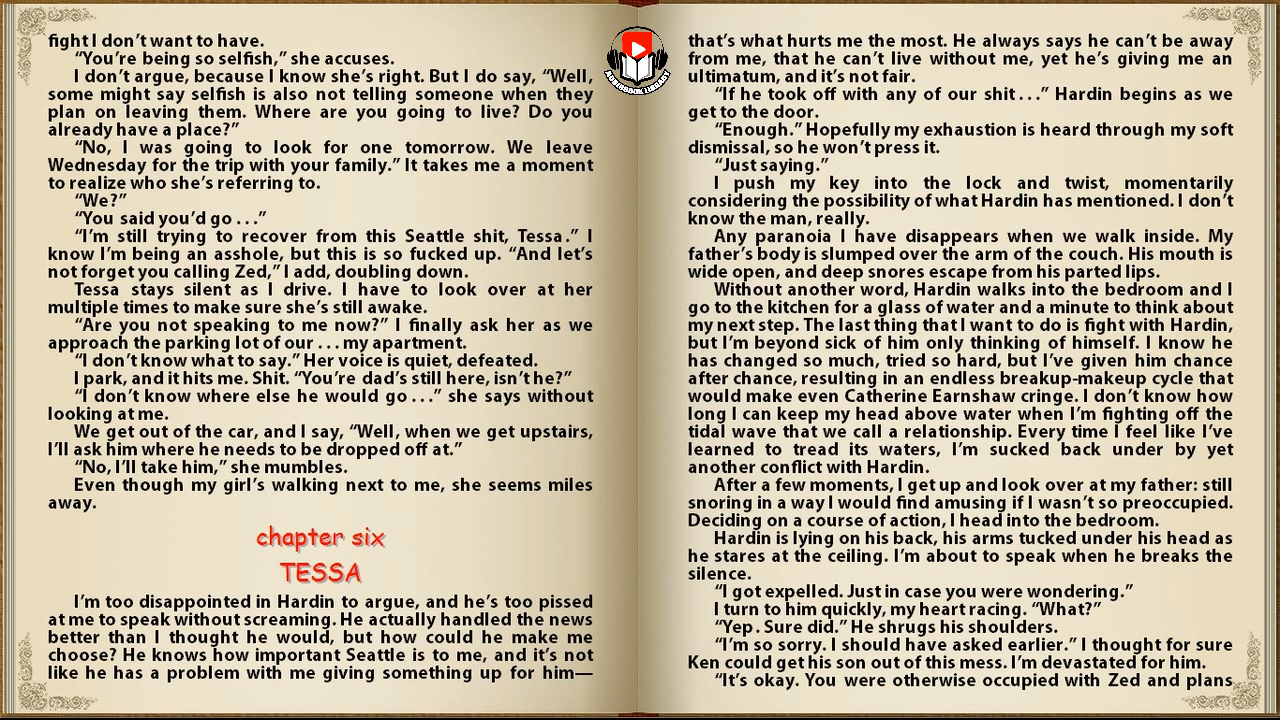 fight I don't want to have.
“You're being so selfish,” she accuses.
I don't argue, because I know she's right. But I do say, “Well,
some might say selfish is also not telling someone when they
plan on leaving them. Where are you going to live? Do you
already have a place?”
“No, I was going to look for one tomorrow. We leave
Wednesday for the trip with your family.” It takes me a moment
to realize who she's referring to.
“We?”
“You said you'd go . . .”
“I'm still trying to recover from this Seattle shit, Tessa.” I
know I'm being an asshole, but this is so fucked up. “And let's
not forget you calling Zed,” I add, doubling down.
Tessa stays silent as I drive. I have to look over at her
multiple times to make sure she's still awake.
“Are you not speaking to me now?” I finally ask her as we
approach the parking lot of our . . . my apartment.
“I don't know what to say.” Her voice is quiet, defeated.
I park, and it hits me. Shit. “You're dad's still here, isn't he?”
“I don't know where else he would go . . .” she says without
looking at me.
We get out of the car, and I say, “Well, when we get upstairs,
I'll ask him where he needs to be dropped off at.”
“No, I'll take him,” she mumbles.
Even though my girl's walking next to me, she seems miles
away.
chapter six
TESSA
I'm too disappointed in Hardin to argue, and he's too pissed
at me to speak without screaming. He actually handled the news
better than I thought he would, but how could he make me
choose? He knows how important Seattle is to me, and it's not
like he has a problem with me giving something up for him—
AUDIOBOOK LIBRARY
that's what hurts me the most. He always says he can't be away
from me, that he can't live without me, yet he's giving me an
ultimatum, and it's not fair.
“If he took off with any of our shit . . .” Hardin begins as we
get to the door.
“Enough.” Hopefully my exhaustion is heard through my soft
dismissal, so he won't press it.
“Just saying.”
I push my key into the lock and twist, momentarily
considering the possibility of what Hardin has mentioned. I don't
know the man, really.
Any paranoia I have disappears when we walk inside. My
father's body is slumped over the arm of the couch. His mouth is
wide open, and deep snores escape from his parted lips.
Without another word, Hardin walks into the bedroom and I
go to the kitchen for a glass of water and a minute to think about
my next step. The last thing that I want to do is fight with Hardin,
but I'm beyond sick of him only thinking of himself. I know he
has changed so much, tried so hard, but I've given him chance
after chance, resulting in an endless breakup-makeup cycle that
would make even Catherine Earnshaw cringe. I don't know how
long I can keep my head above water when I'm fighting off the
tidal wave that we call a relationship. Every time I feel like I've
learned to tread its waters, I'm sucked back under by yet
another conflict with Hardin.
After a few moments, I get up and look over at my father: still
snoring in a way I would find amusing if I wasn't so preoccupied.
Deciding on a course of action, I head into the bedroom.
Hardin is lying on his back, his arms tucked under his head as
he stares at the ceiling. I'm about to speak when he breaks the
silence.
“I got expelled. Just in case you were wondering.”
I turn to him quickly, my heart racing. “What?”
“Yep. Sure did.” He shrugs his shoulders.
“I'm so sorry. I should have asked earlier.” I thought for sure
Ken could get his son out of this mess. I'm devastated for him.
“It's okay. You were otherwise occupied with Zed and plans